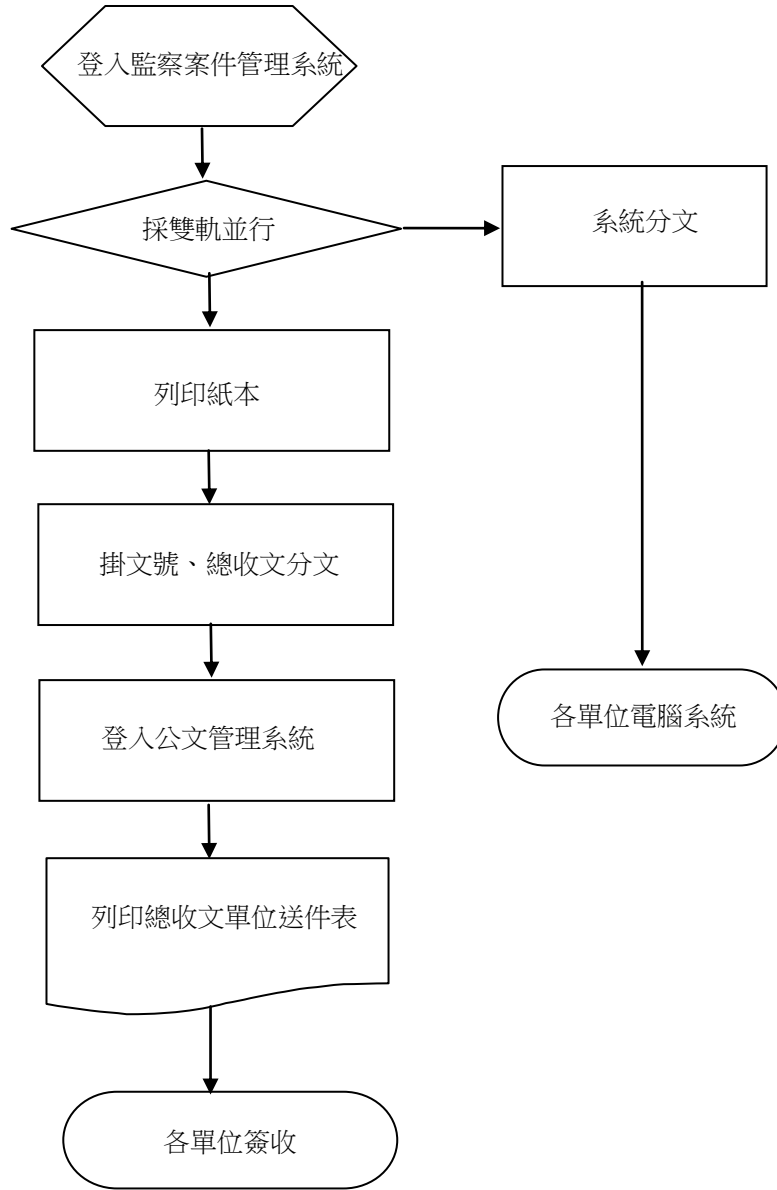 登入監察案件管理系統
採雙軌並行
系統分文
列印紙本
掛文號、總收文分文
登入公文管理系統
各單位電腦系統
列印總收文單位送件表
各單位簽收